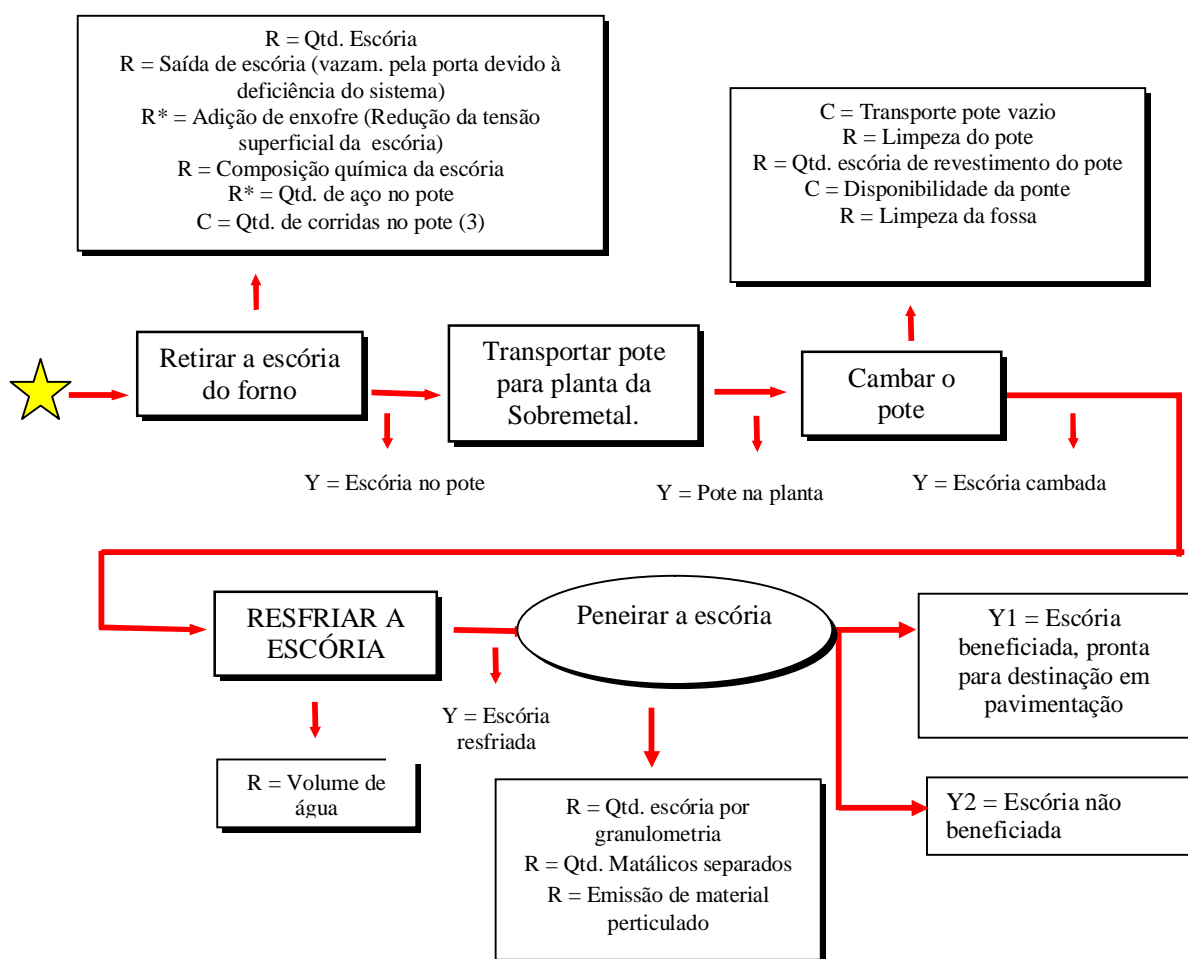 R = Qtd. Escória
R = Saída de escória (vazam. pela porta devido à
deficiência do sistema)
R* = Adição de enxofre (Redução da tensão
superficial da escória)
R = Composição química da escória
R* = Qtd. de aço no pote
C = Qtd. de corridas no pote (3)
C = Transporte pote vazio
R = Limpeza do pote
R = Qtd. escória de revestimento do pote
C = Disponibilidade da ponte
R = Limpeza da fossa
Retirar a escória
do forno
Transportar pote
para planta da
Sobremetal.
Cambar o
pote
Y = Escória no pote
Y = Pote na planta
Y = Escória cambada
RESFRIAR A
ESCÓRIA
Peneirar a escória
Y1 = Escória
beneficiada, pronta
para destinação em
pavimentação
Y = Escória
resfriada
R = Volume de
água
R = Qtd. escória por
granulometria
R = Qtd. Matálicos separados
R = Emissão de material
perticulado
Y2 = Escória não
beneficiada